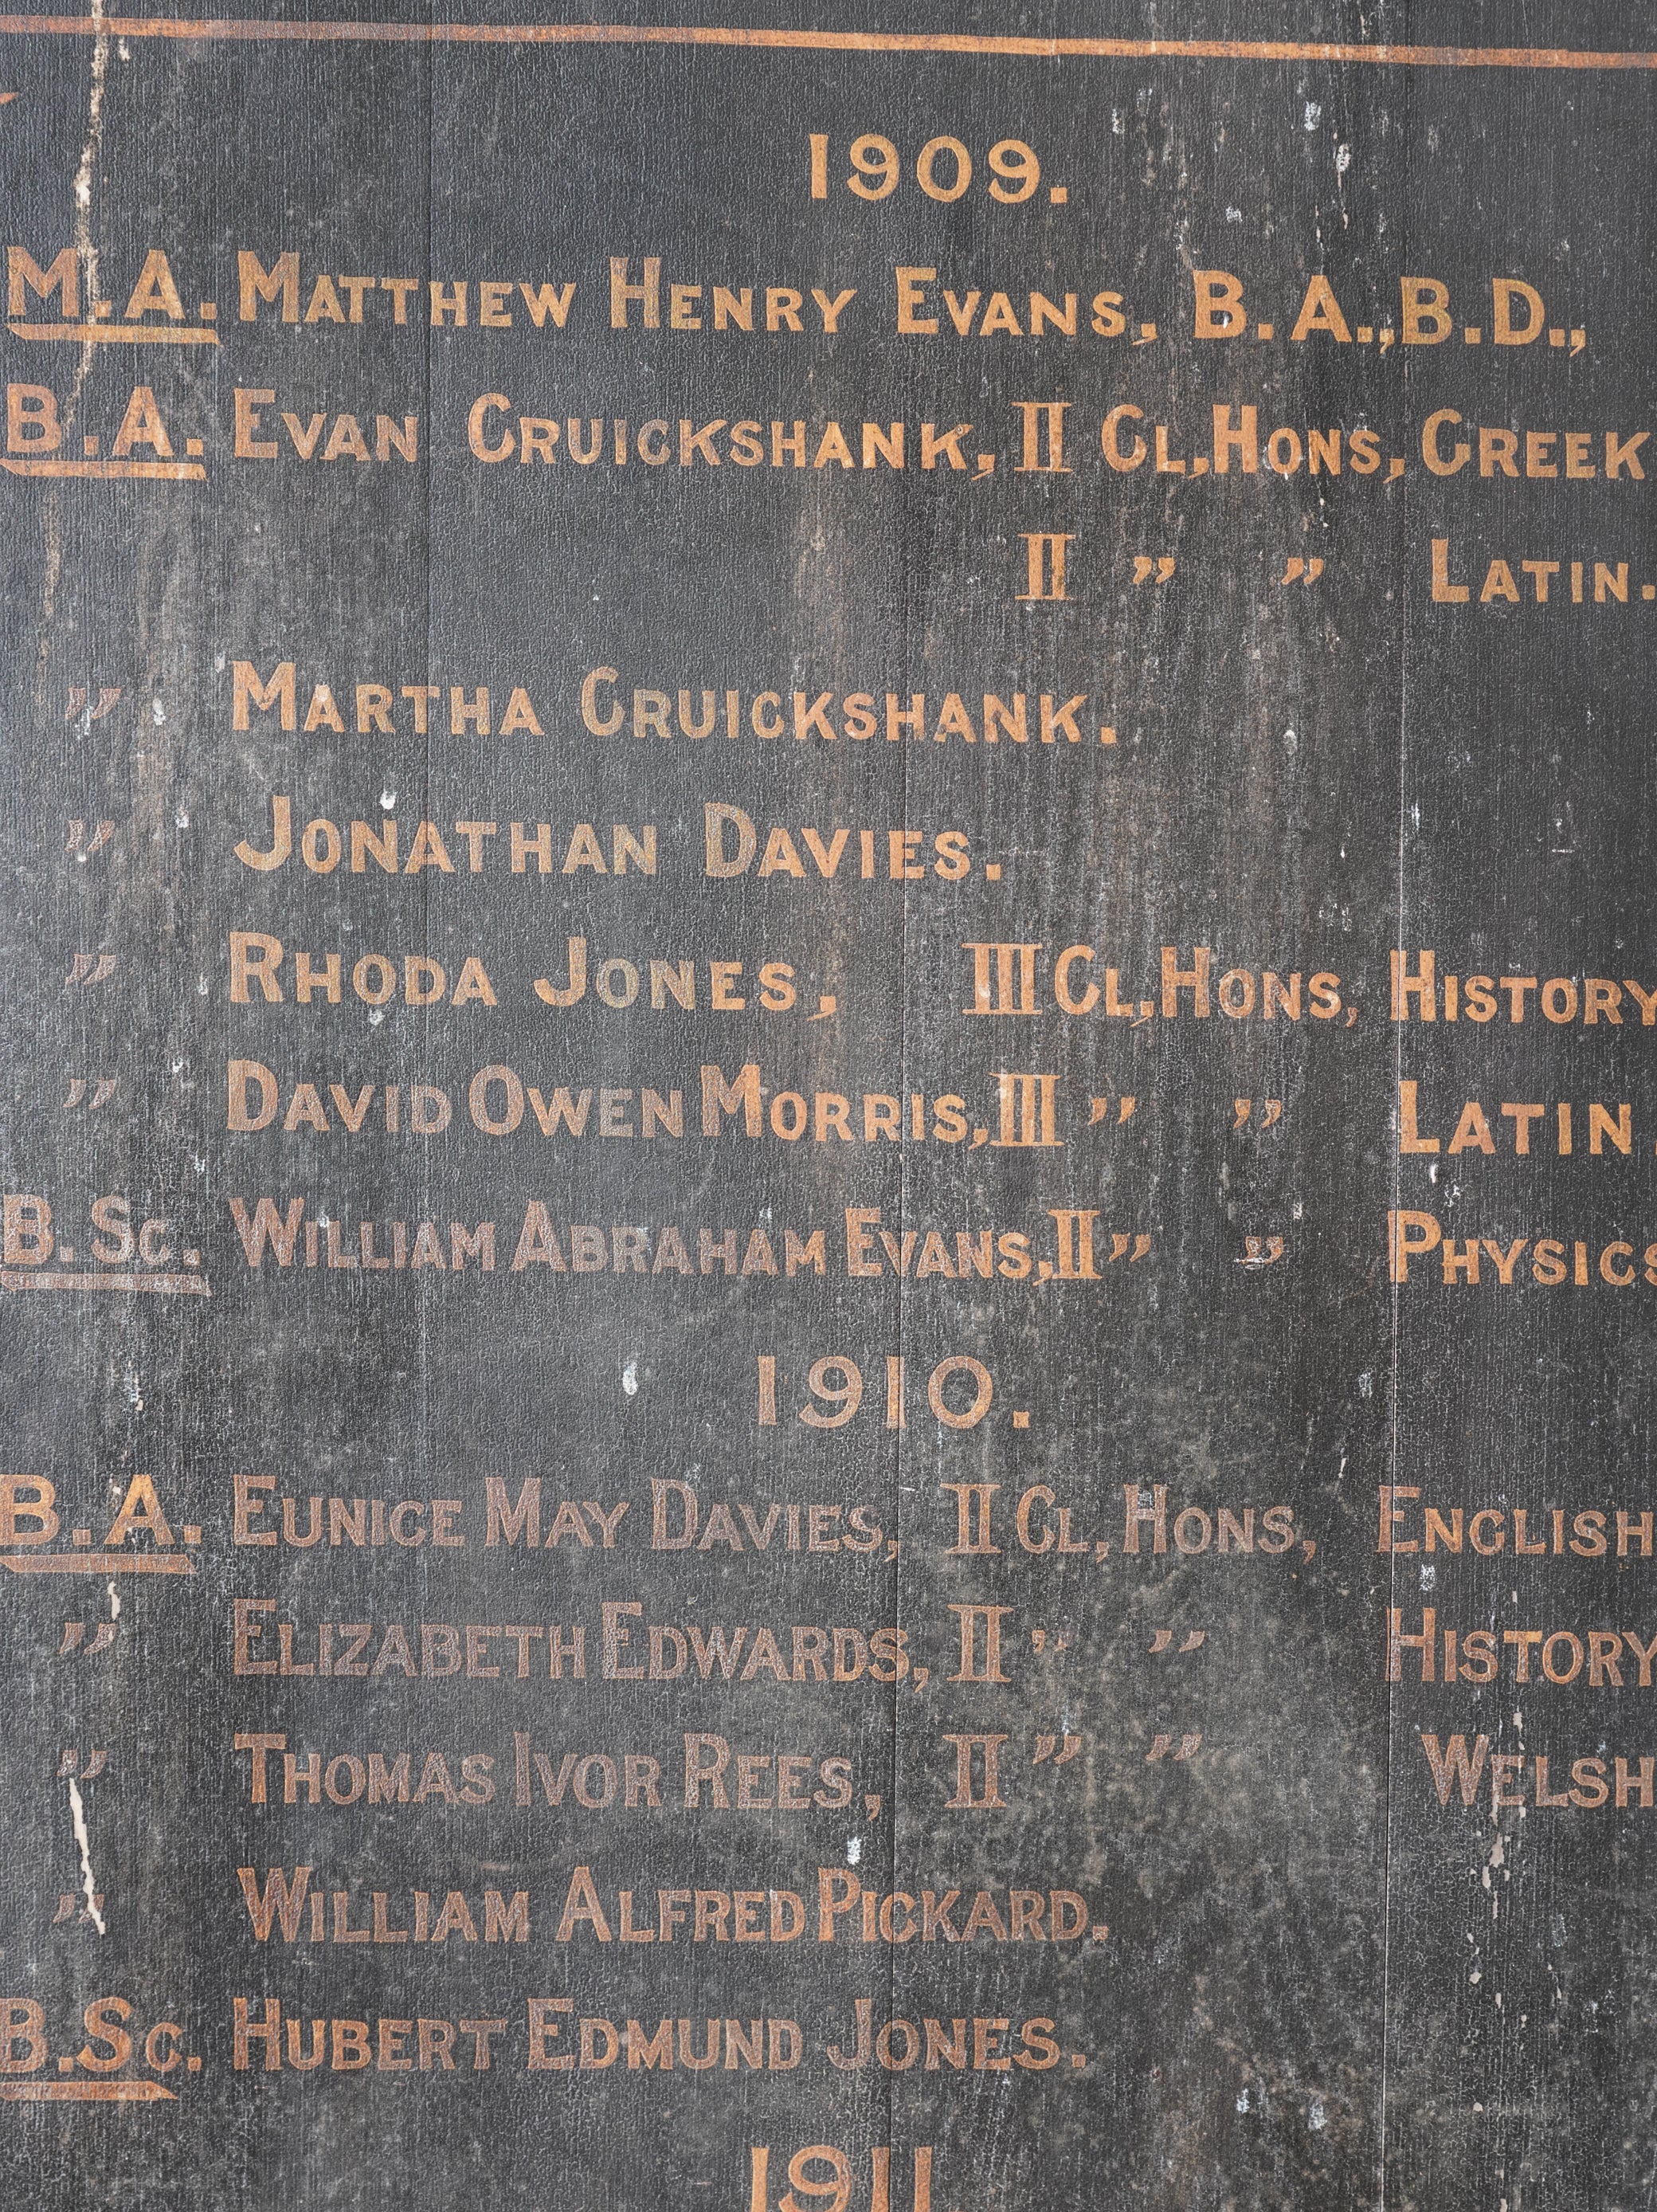 1909.
M.A. MATTHEW HENRY EVANS, B.A., B.D.,
B.A. EVAN CRUICKSHANK, II CL, HONS, GREEK
II " " LATIN.
" MARTHA CRUICKSHANK.
" JONATHAN DAVIES.
" RHODA JONES, III CL, HONS, HISTORY
" DAVID OWEN MORRIS, III " " LATIN,
B.Sc. WILLIAM ABRAHAM EVANS, II " " PHYSICS
1910.
B.A. EUNICE MAY DAVIES, II CL, HONS, ENGLISH
" ELIZABETH EDWARDS, II " " HISTORY
" THOMAS IVOR REES, II " " WELSH
" WILLIAM ALFRED PICKARD.
B.Sc. HUBERT EDMUND JONES.
1911